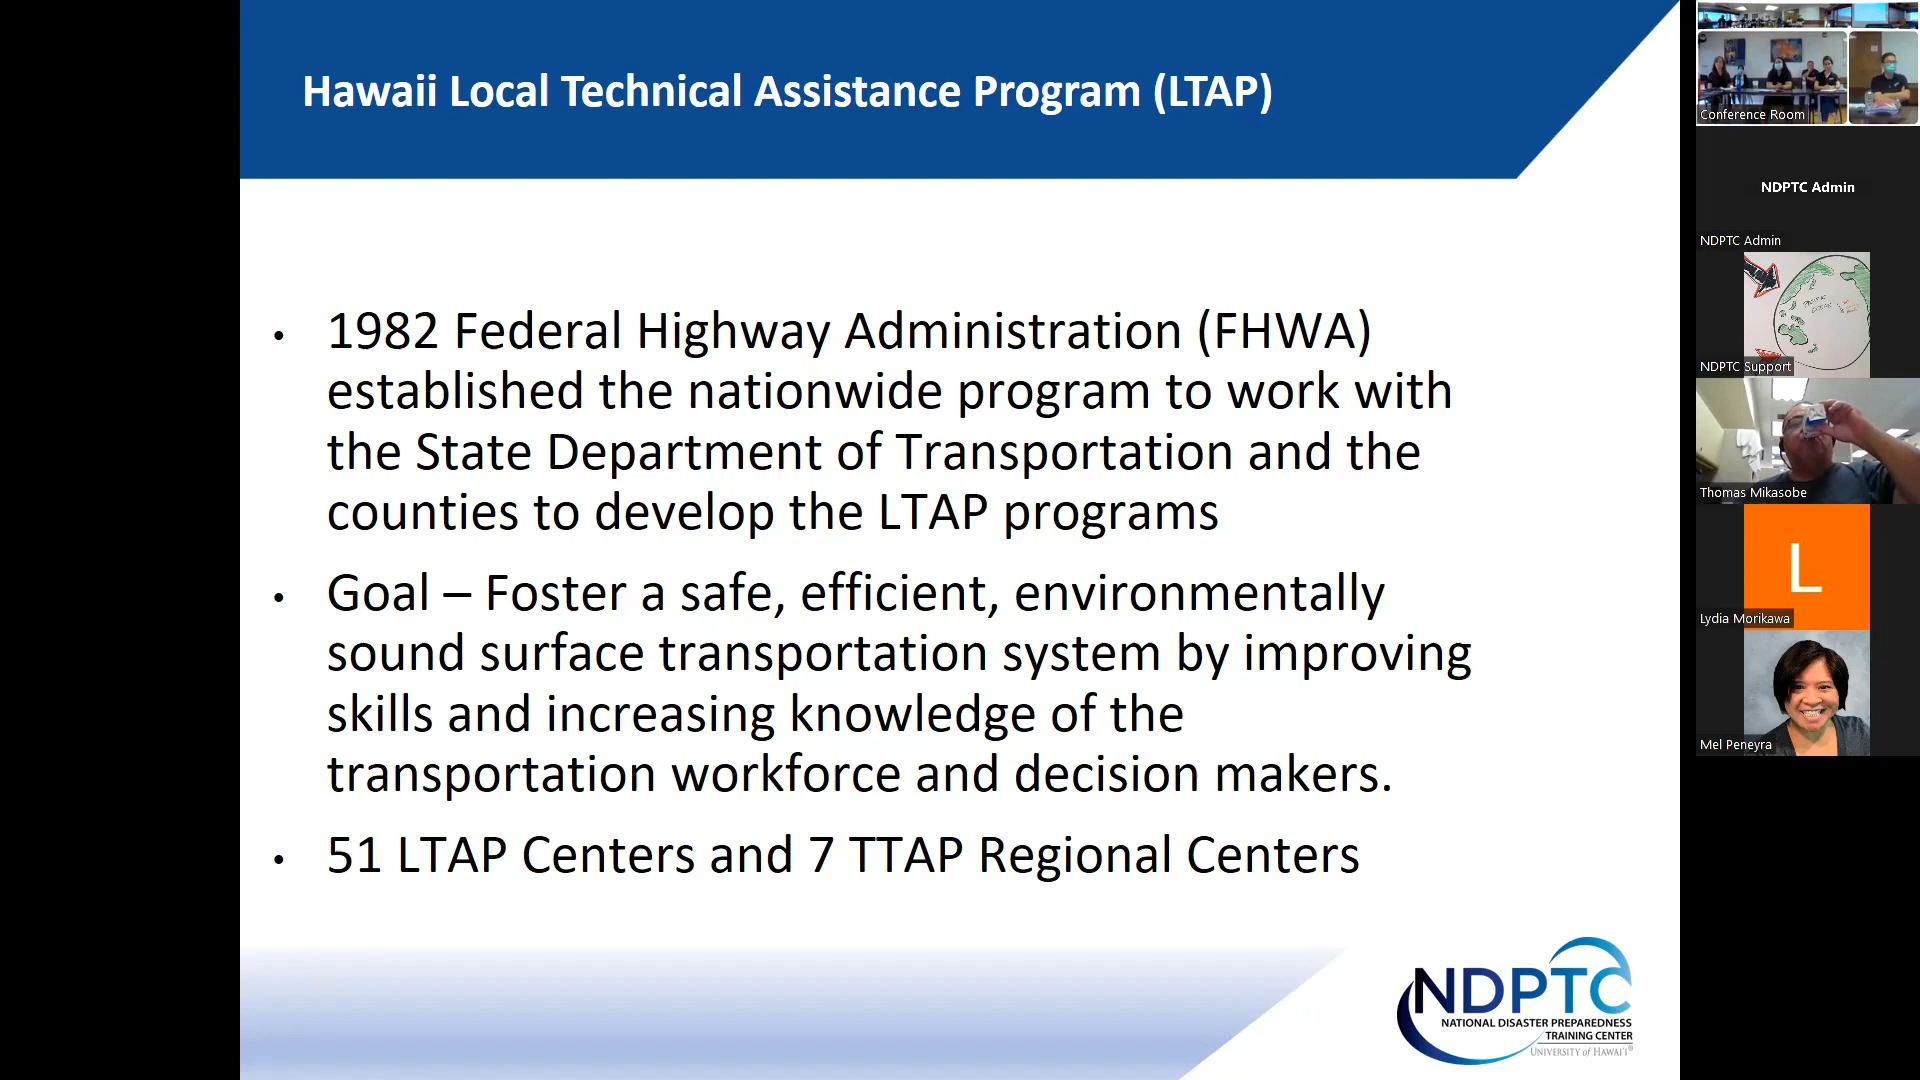 Hawaii Local Technical Assistance Program (LTAP)
• 1982 Federal Highway Administration (FHWA)
established the nationwide program to work with
the State Department of Transportation and the
counties to develop the LTAP programs
• Goal – Foster a safe, efficient, environmentally
sound surface transportation system by improving
skills and increasing knowledge of the
transportation workforce and decision makers.
• 51 LTAP Centers and 7 TTAP Regional Centers
NDPTC
NATIONAL DISASTER PREPAREDNESS
TRAINING CENTER
UNIVERSITY of HAWAI'I®
Conference Room
NDPTC Admin
NDPTC Admin
NDPTC Support
Thomas Mikasobe
L
Lydia Morikawa
Mel Peneyra